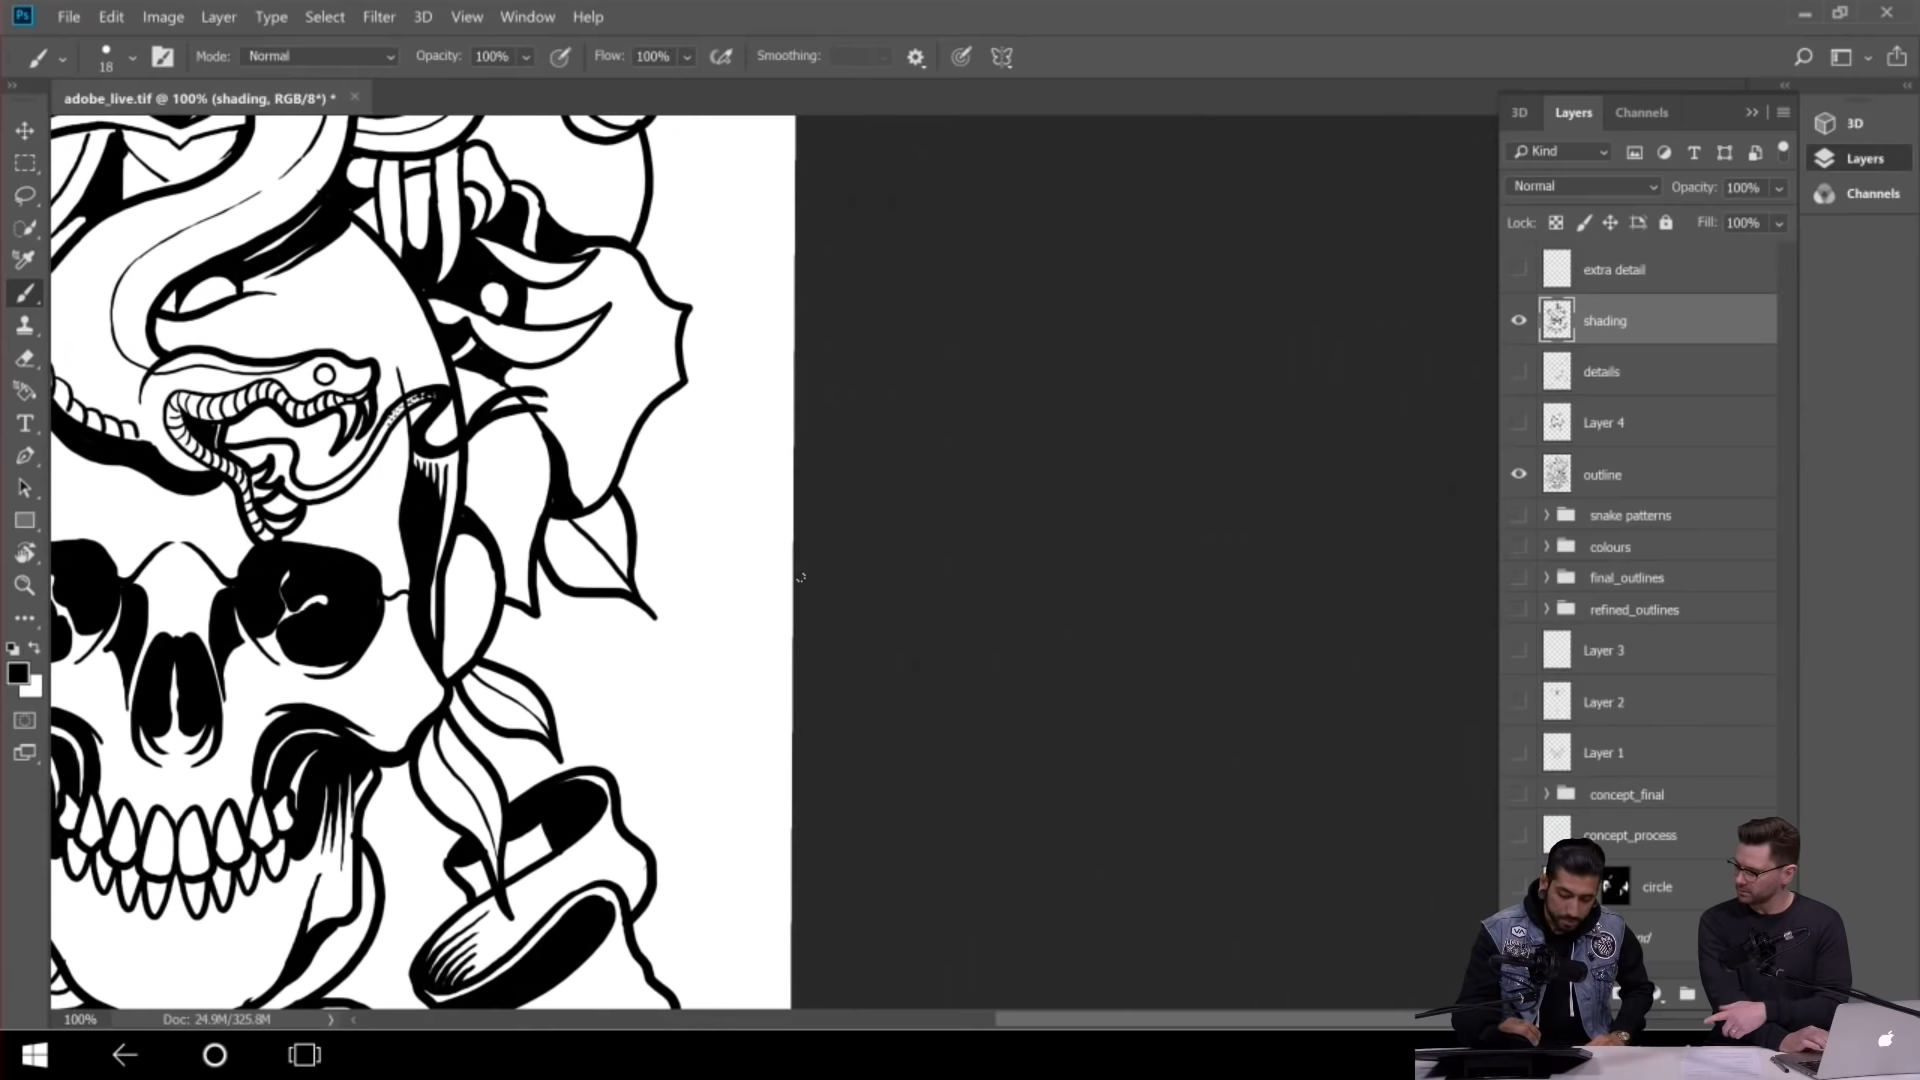 Ps File Edit Image Layer Type Select Filter 3D View Window Help
18 Mode: Normal Opacity: 100% Flow: 100% Smoothing:
adobe_live.tif @ 100% (shading, RGB/8*) *
3D Layers Channels
Kind
Normal Opacity: 100%
Lock: Fill: 100%
extra detail
shading
details
Layer 4
outline
snake patterns
colours
final_outlines
refined_outlines
Layer 3
Layer 2
Layer 1
concept_final
concept_process
circle
3D
Layers
Channels
100% Doc: 24.9M/325.8M